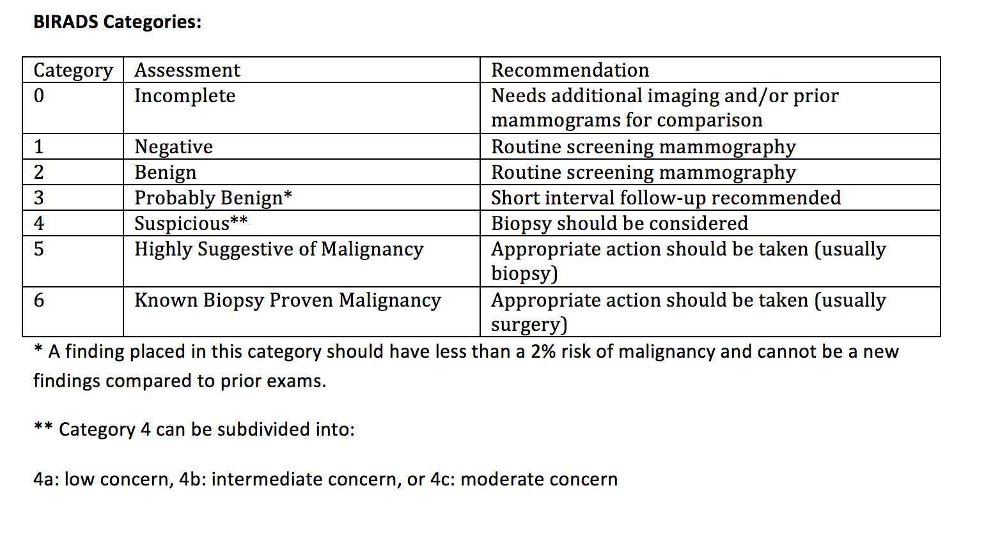 BIRADS Categories:
Category Assessment Recommendation
0 Incomplete Needs additional imaging and/or prior
mammograms for comparison
1 Negative Routine screening mammography
2 Benign Routine screening mammography
3 Probably Benign* Short interval follow-up recommended
4 Suspicious** Biopsy should be considered
5 Highly Suggestive of Malignancy Appropriate action should be taken (usually
biopsy)
6 Known Biopsy Proven Malignancy Appropriate action should be taken (usually
surgery)
* A finding placed in this category should have less than a 2% risk of malignancy and cannot be a new
findings compared to prior exams.
** Category 4 can be subdivided into:
4a: low concern, 4b: intermediate concern, or 4c: moderate concern